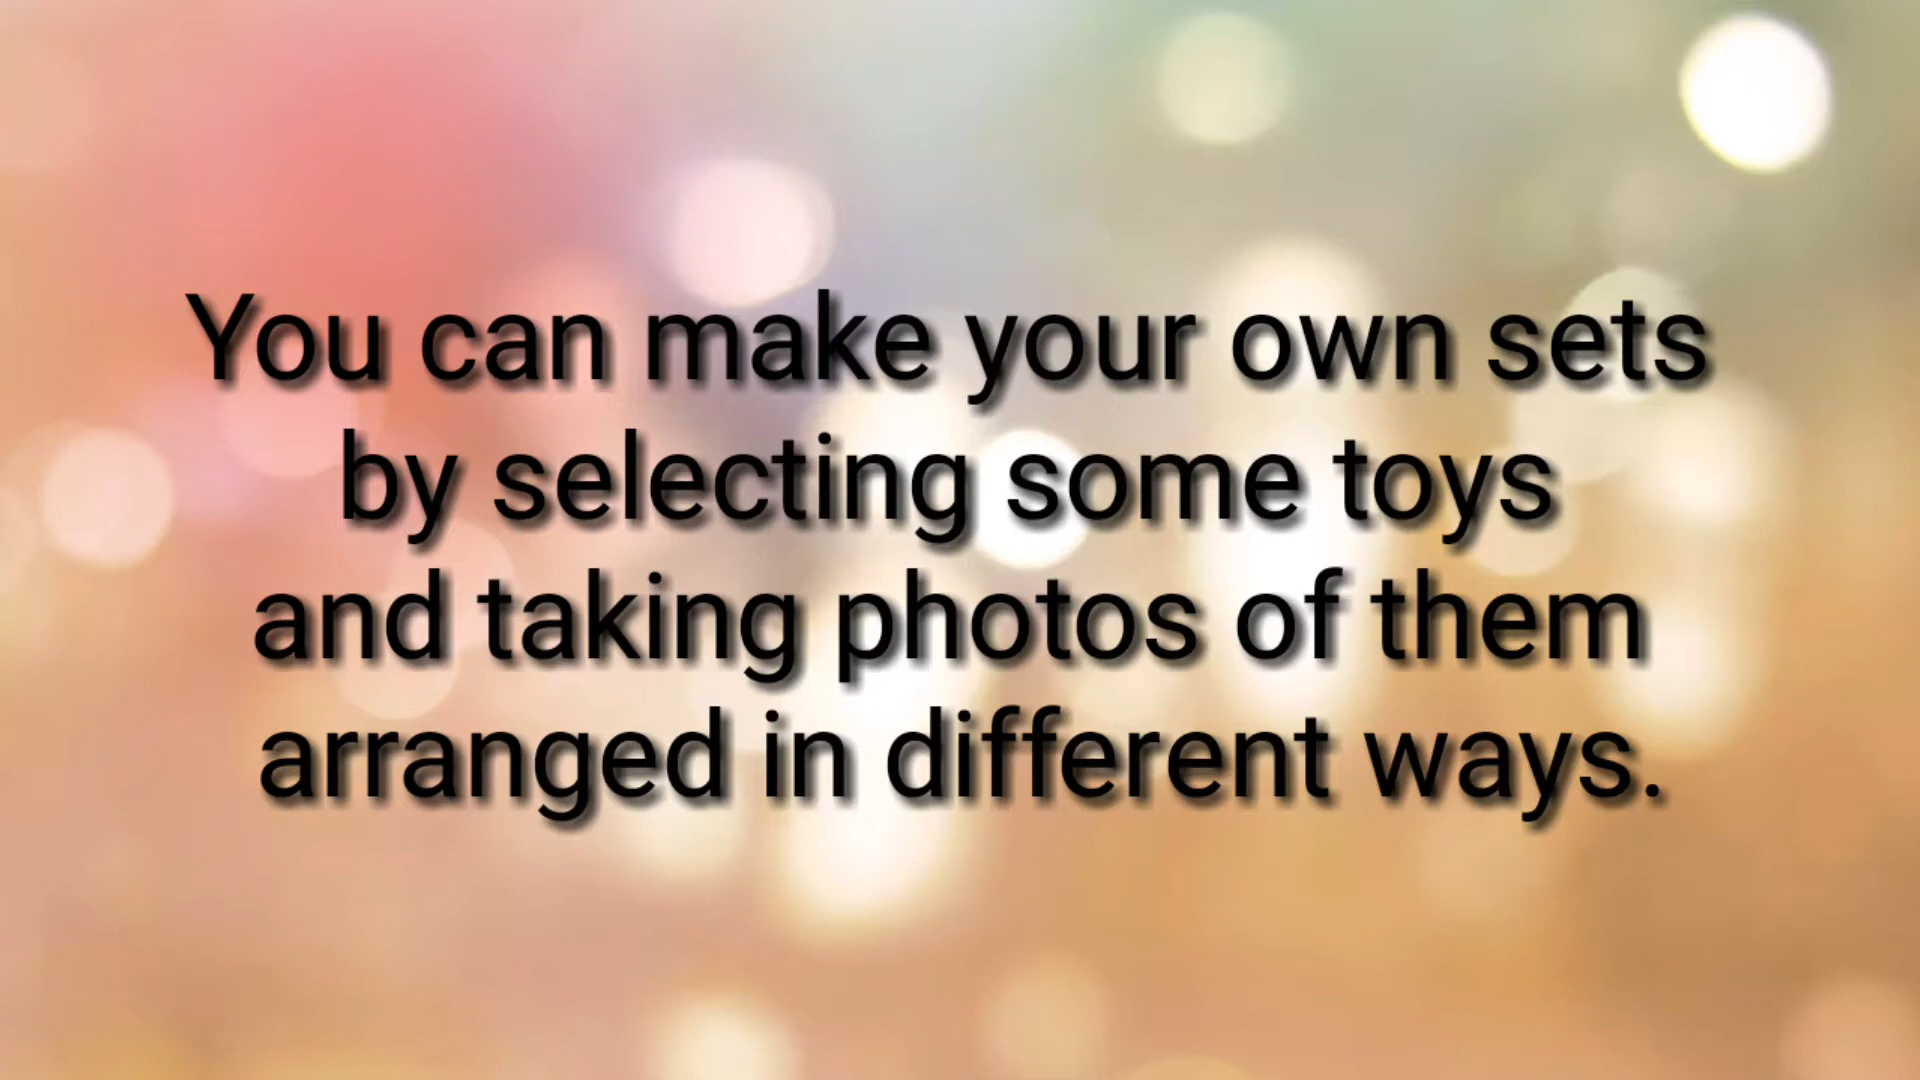 You can make your own sets
by selecting some toys
and taking photos of them
arranged in different ways.